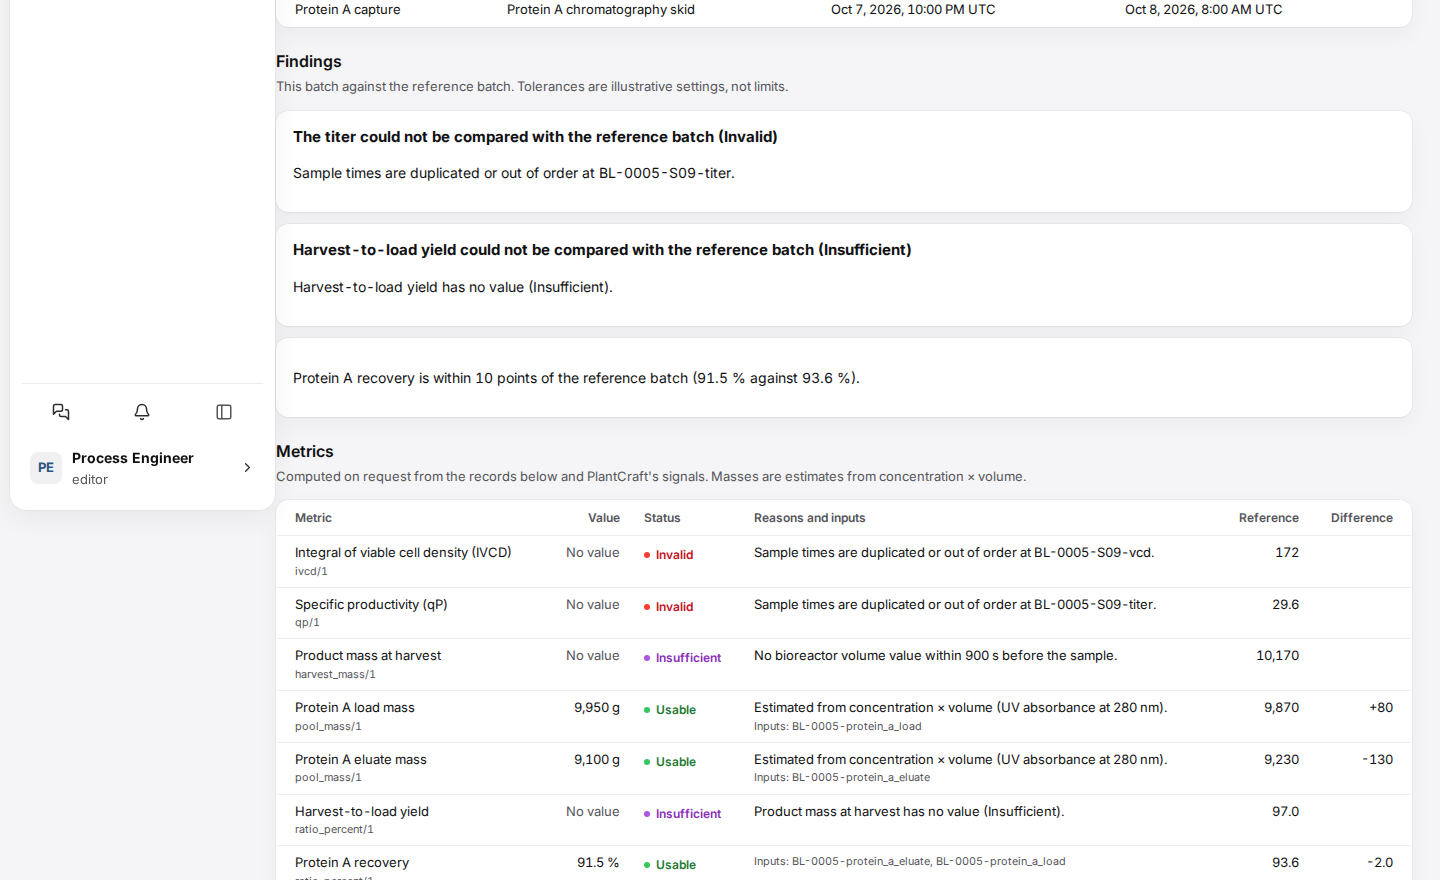 Protein A capture Protein A chromatography skid Oct 7, 2026, 10:00 PM UTC Oct 8, 2026, 8:00 AM UTC
Findings
This batch against the reference batch. Tolerances are illustrative settings, not limits.
The titer could not be compared with the reference batch (Invalid)
Sample times are duplicated or out of order at BL-0005-S09-titer.
Harvest-to-load yield could not be compared with the reference batch (Insufficient)
Harvest-to-load yield has no value (Insufficient).
Protein A recovery is within 10 points of the reference batch (91.5 % against 93.6 %).
PE Process Engineer
editor
Metrics
Computed on request from the records below and PlantCraft's signals. Masses are estimates from concentration × volume.
Metric Value Status Reasons and inputs Reference Difference
Integral of viable cell density (IVCD) No value Invalid Sample times are duplicated or out of order at BL-0005-S09-vcd. 172
ivcd/1
Specific productivity (qP) No value Invalid Sample times are duplicated or out of order at BL-0005-S09-titer. 29.6
qp/1
Product mass at harvest No value Insufficient No bioreactor volume value within 900 s before the sample. 10,170
harvest_mass/1
Protein A load mass 9,950 g Usable Estimated from concentration × volume (UV absorbance at 280 nm). 9,870 +80
pool_mass/1 Inputs: BL-0005-protein_a_load
Protein A eluate mass 9,100 g Usable Estimated from concentration × volume (UV absorbance at 280 nm). 9,230 -130
pool_mass/1 Inputs: BL-0005-protein_a_eluate
Harvest-to-load yield No value Insufficient Product mass at harvest has no value (Insufficient). 97.0
ratio_percent/1
Protein A recovery 91.5 % Usable Inputs: BL-0005-protein_a_eluate, BL-0005-protein_a_load 93.6 -2.0
ratio_percent/1